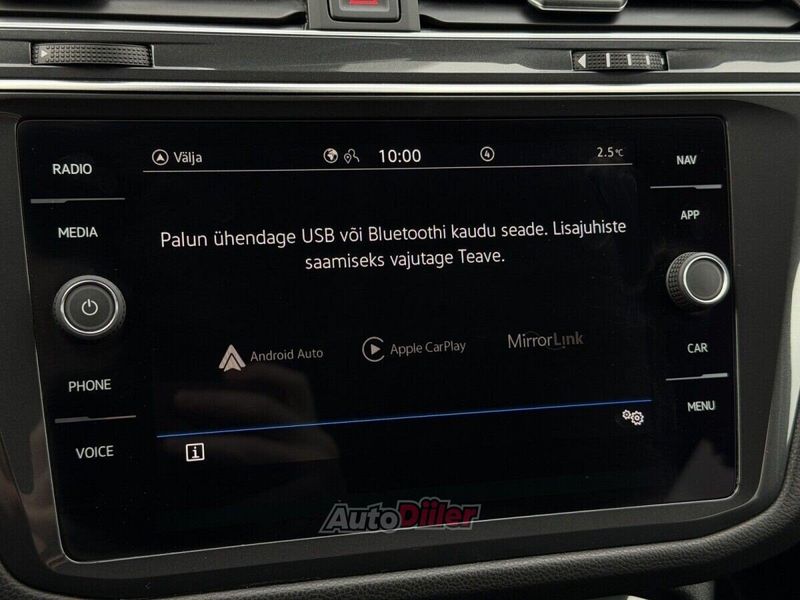 RADIO
MEDIA
PHONE
VOICE
Välja
10:00
4
2.5°C
Palun ühendage USB või Bluetoothi kaudu seade. Lisajuhiste
saamiseks vajutage Teave.
Android Auto
Apple CarPlay
MirrorLink
i
NAV
APP
CAR
MENU
AutoDiiler